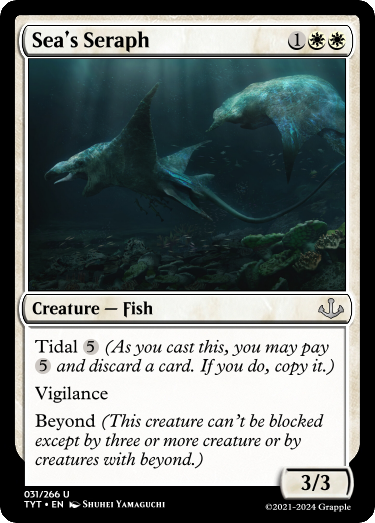 Sea's Seraph 1
Creature — Fish
Tidal 5 (As you cast this, you may pay
5 and discard a card. If you do, copy it.)
Vigilance
Beyond (This creature can't be blocked
except by three or more creature or by
creatures with beyond.)
3/3
031/266 U
TYT • EN Shuhei Yamaguchi
©2021-2024 Grapple